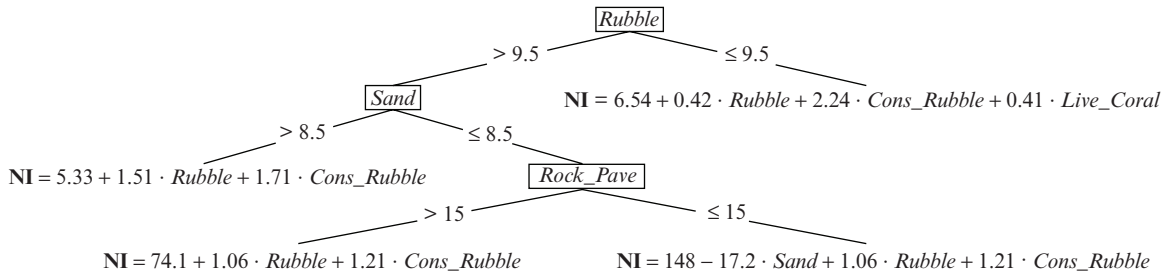 Rubble
> 9.5 ≤ 9.5
Sand
NI = 6.54 + 0.42 · Rubble + 2.24 · Cons_Rubble + 0.41 · Live_Coral
> 8.5 ≤ 8.5
NI = 5.33 + 1.51 · Rubble + 1.71 · Cons_Rubble
Rock_Pave
> 15 ≤ 15
NI = 74.1 + 1.06 · Rubble + 1.21 · Cons_Rubble
NI = 148 − 17.2 · Sand + 1.06 · Rubble + 1.21 · Cons_Rubble